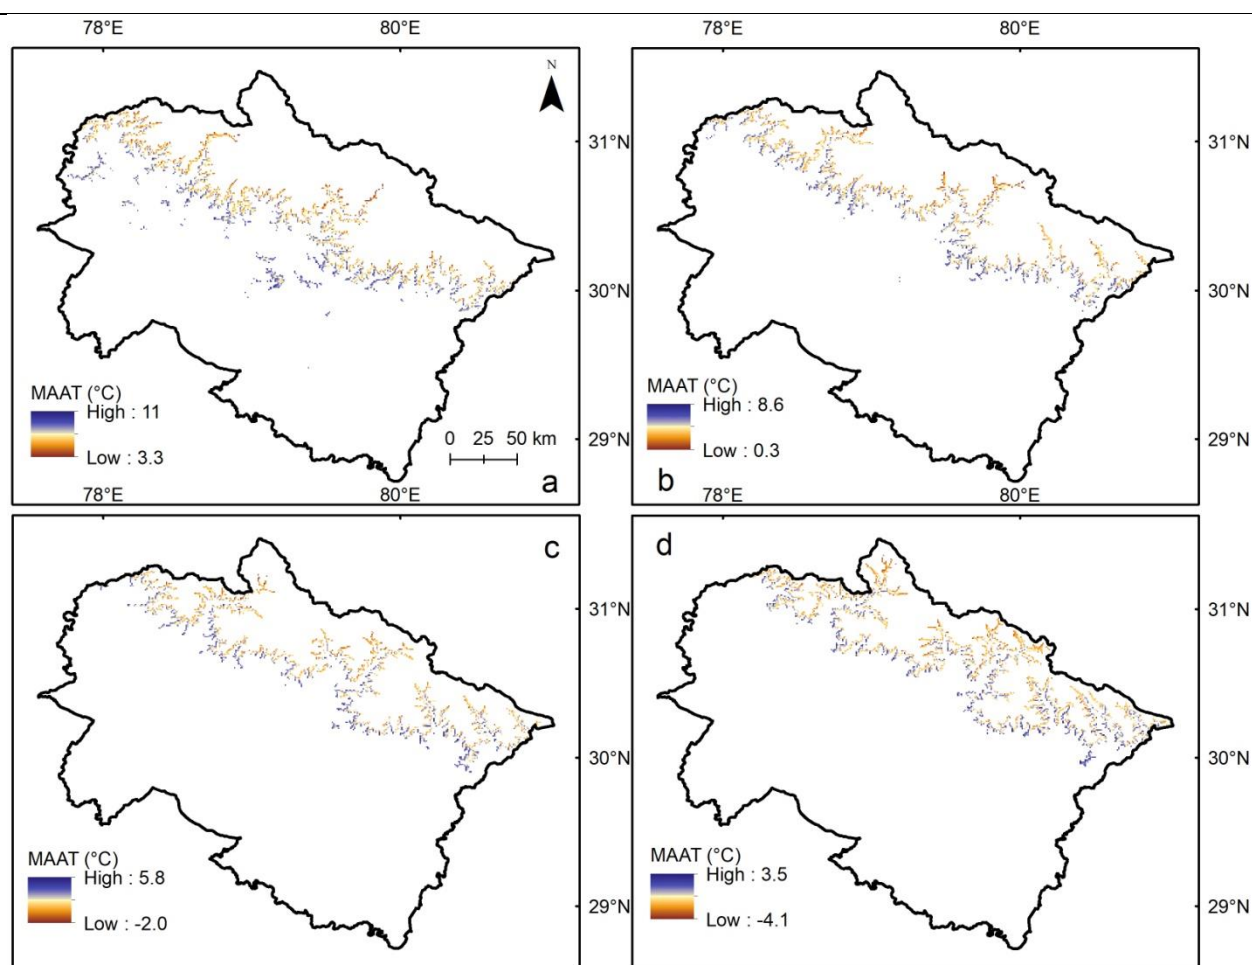 78°E 80°E 78°E 80°E
N
31°N 31°N
30°N 30°N
MAAT (°C)
High : 11
Low : 3.3
0 25 50 km
a
MAAT (°C)
High : 8.6
Low : 0.3
b
29°N 29°N
78°E 80°E 78°E 80°E
c
d
31°N 31°N
30°N 30°N
MAAT (°C)
High : 5.8
Low : -2.0
MAAT (°C)
High : 3.5
Low : -4.1
29°N 29°N